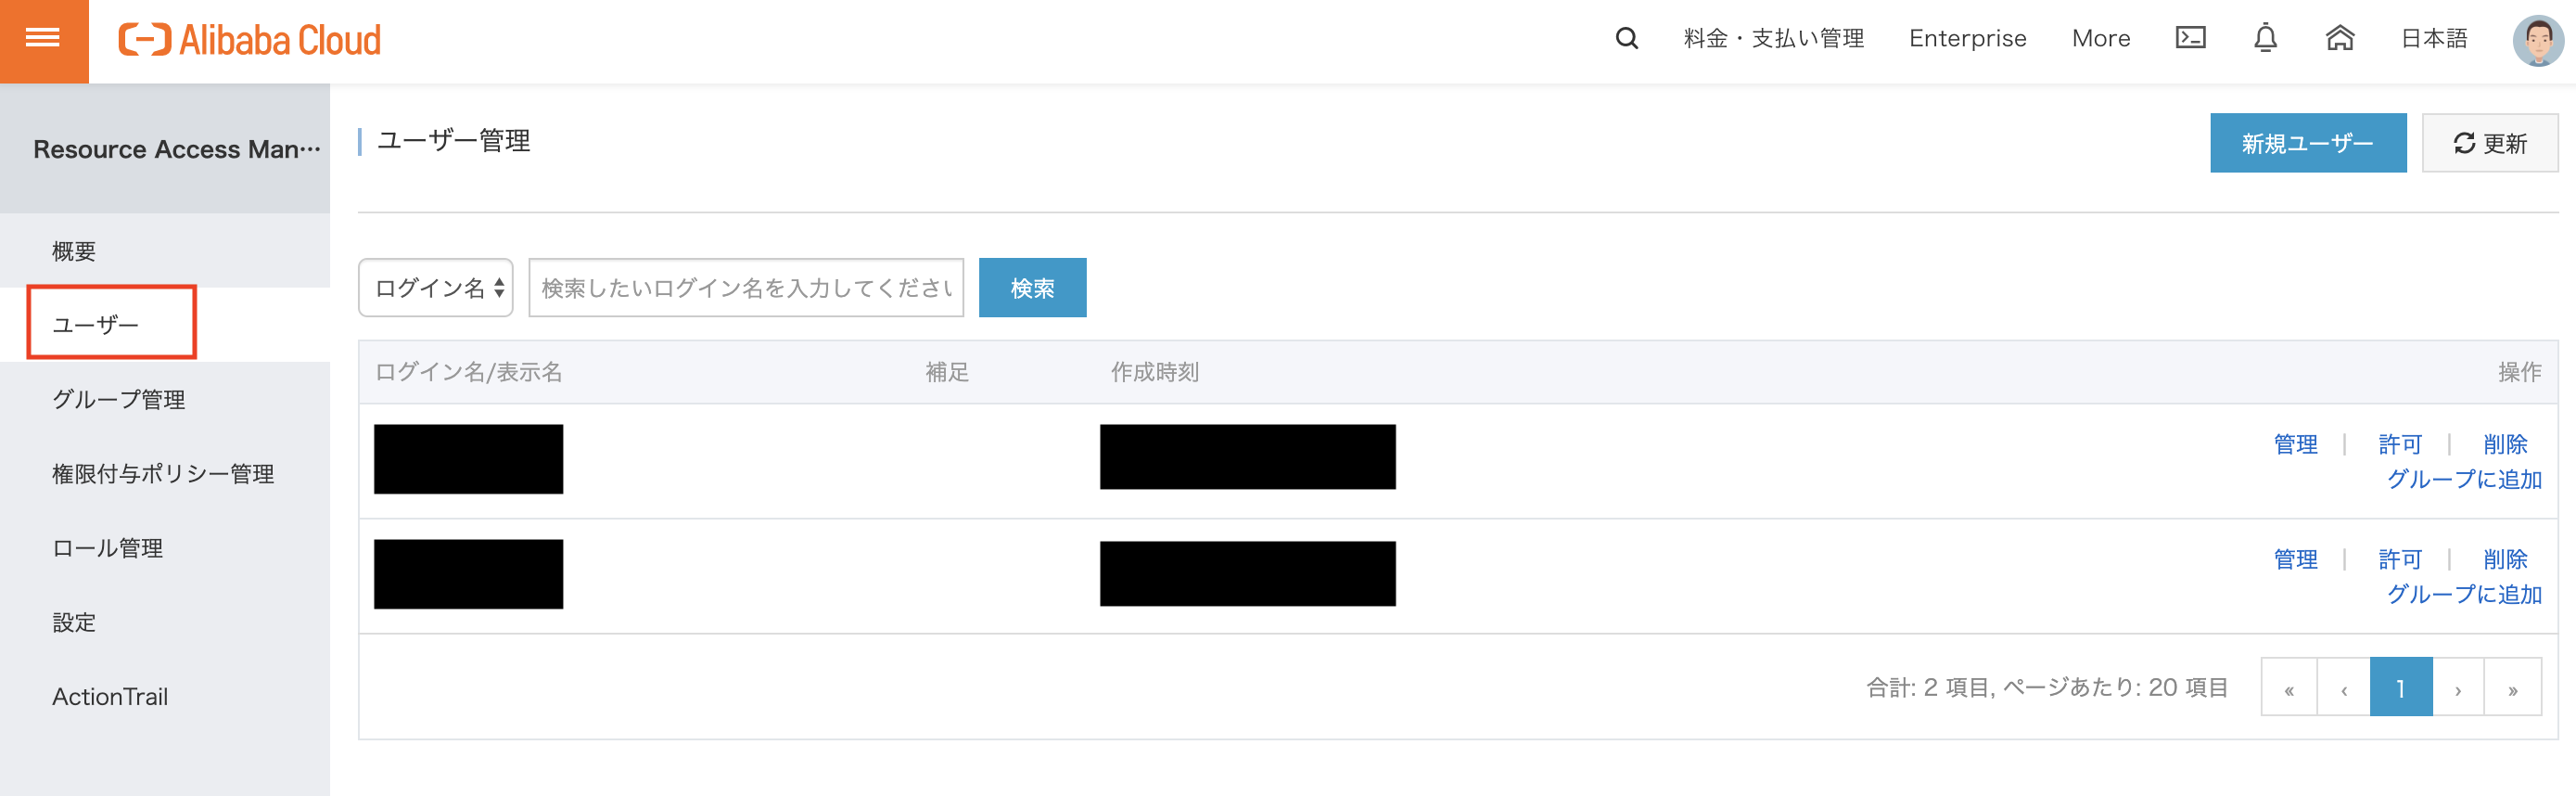 Alibaba Cloud
料金・支払い管理 Enterprise More 日本語
Resource Access Man…
概要
ユーザー
グループ管理
権限付与ポリシー管理
ロール管理
設定
ActionTrail
ユーザー管理
新規ユーザー 更新
ログイン名 検索したいログイン名を入力してください 検索
ログイン名/表示名 補足 作成時刻 操作
管理 | 許可 | 削除
グループに追加
管理 | 許可 | 削除
グループに追加
合計: 2 項目, ページあたり: 20 項目 « ‹ 1 › »